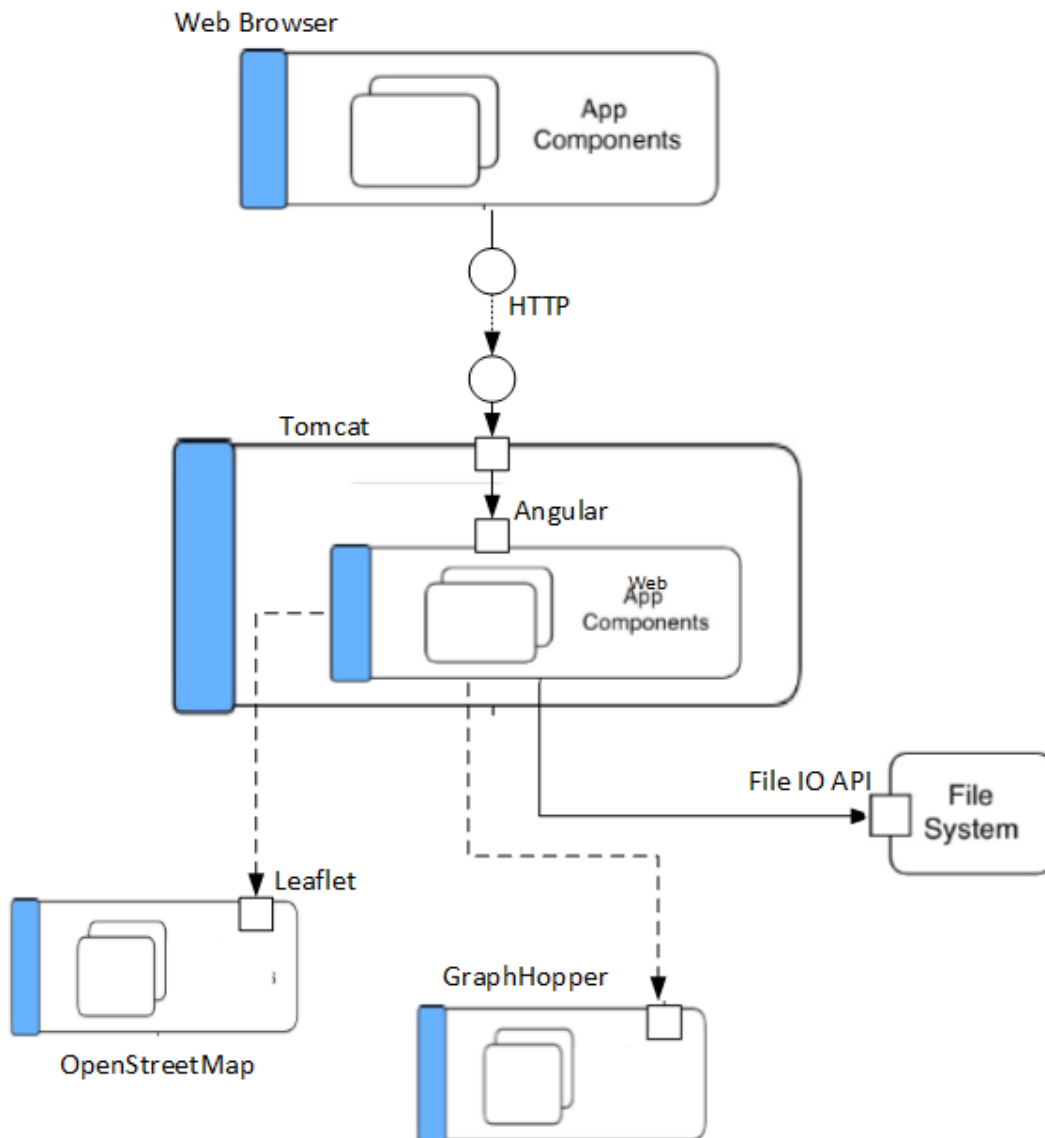 Web Browser
App
Components
HTTP
Tomcat
Angular
Web
App
Components
File IO API
File
System
Leaflet
GraphHopper
OpenStreetMap